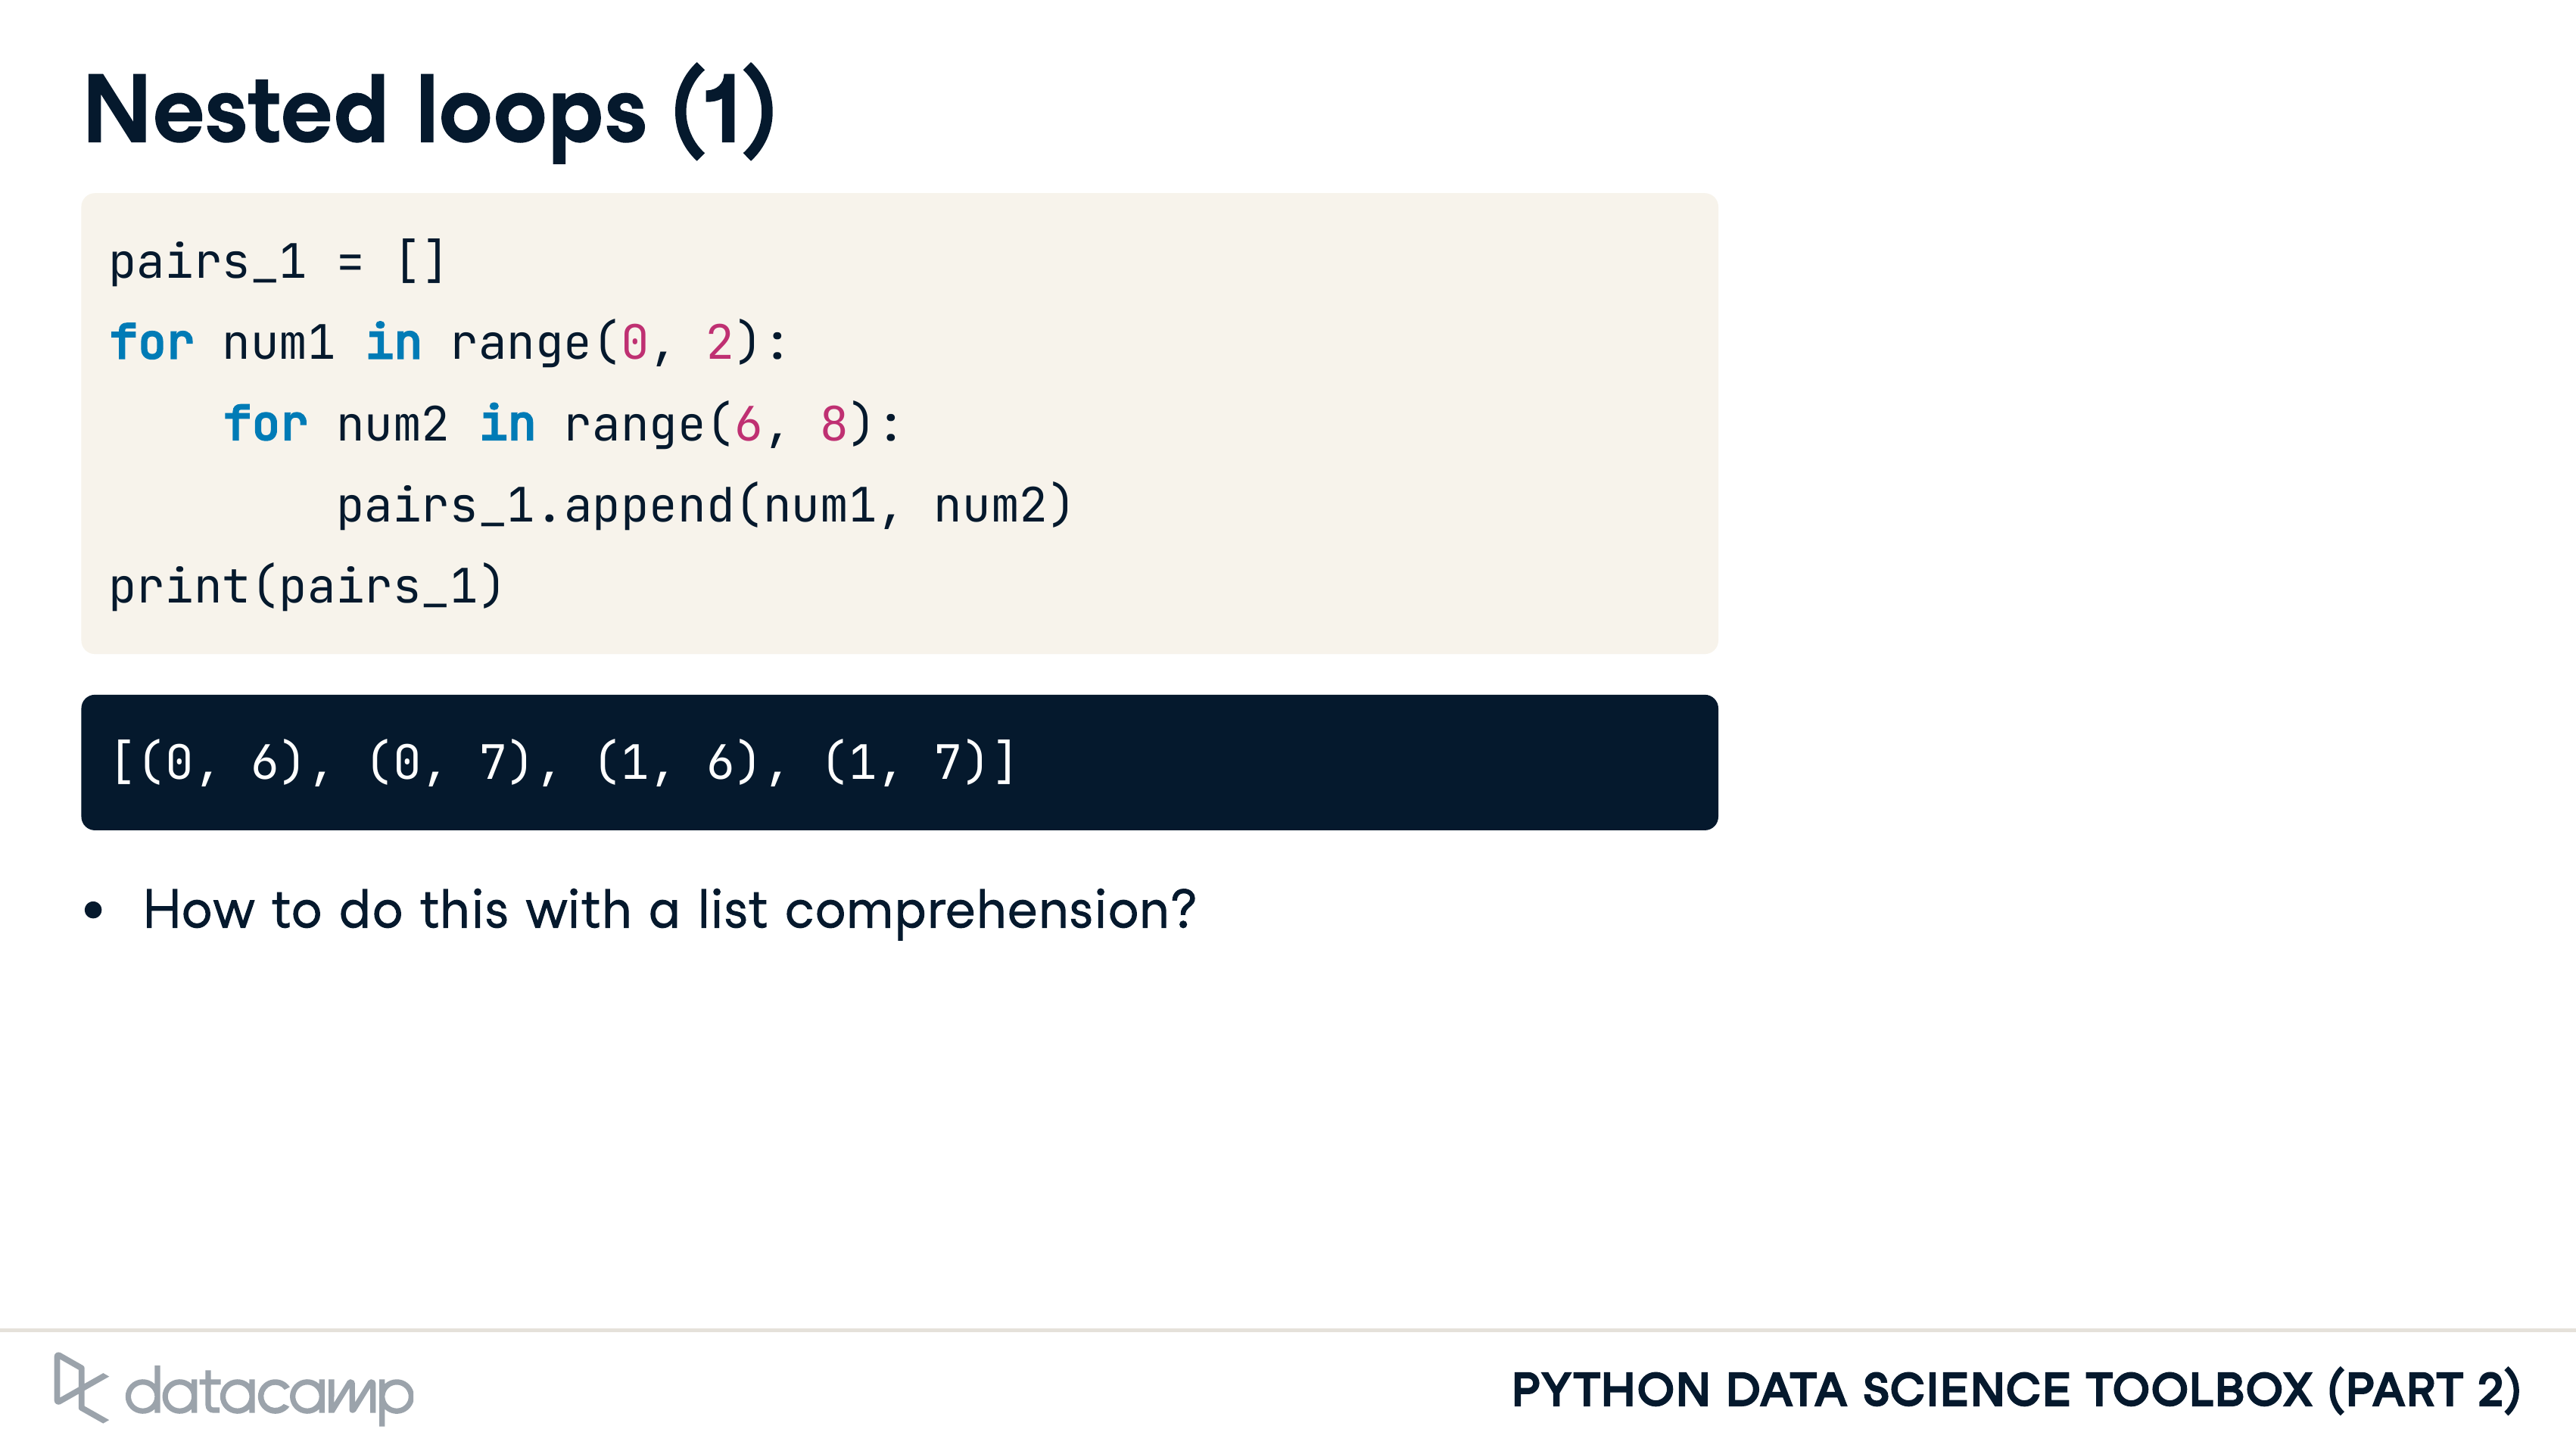 Nested loops (1)
pairs_1 = []
for num1 in range(0, 2):
    for num2 in range(6, 8):
        pairs_1.append(num1, num2)
print(pairs_1)
[(0, 6), (0, 7), (1, 6), (1, 7)]
• How to do this with a list comprehension?
datacamp
PYTHON DATA SCIENCE TOOLBOX (PART 2)